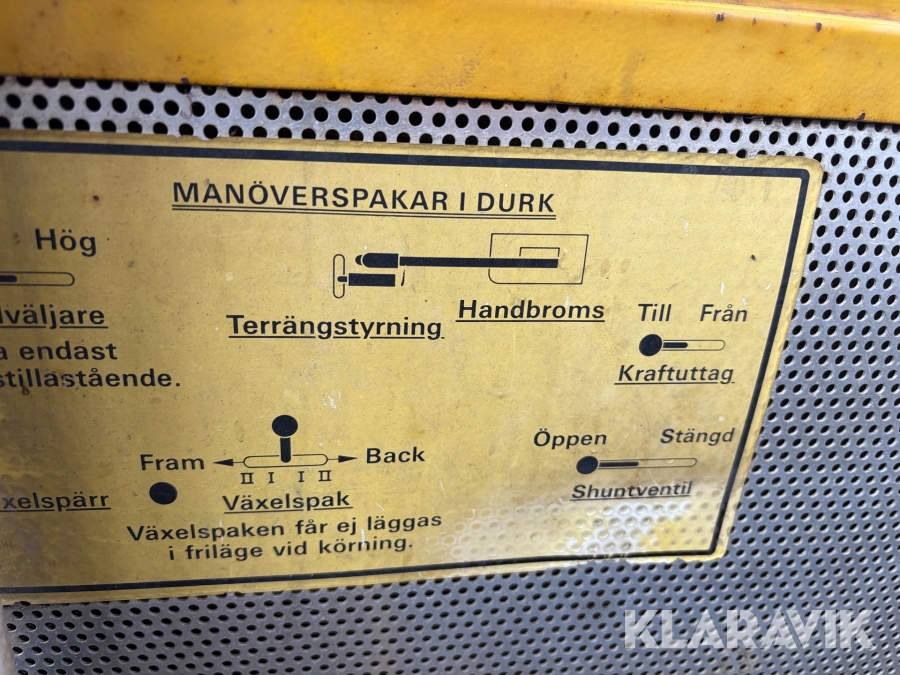 MANÖVERSPAKAR I DURK
Hög
lväljare
a endast
stillastående.
Terrängstyrning
Handbroms
Till Från
Kraftuttag
Fram Back
II I I II
Växelspak
Växelspaken får ej läggas
i friläge vid körning.
xelspärr
Öppen Stängd
Shuntventil
KLARAVIK